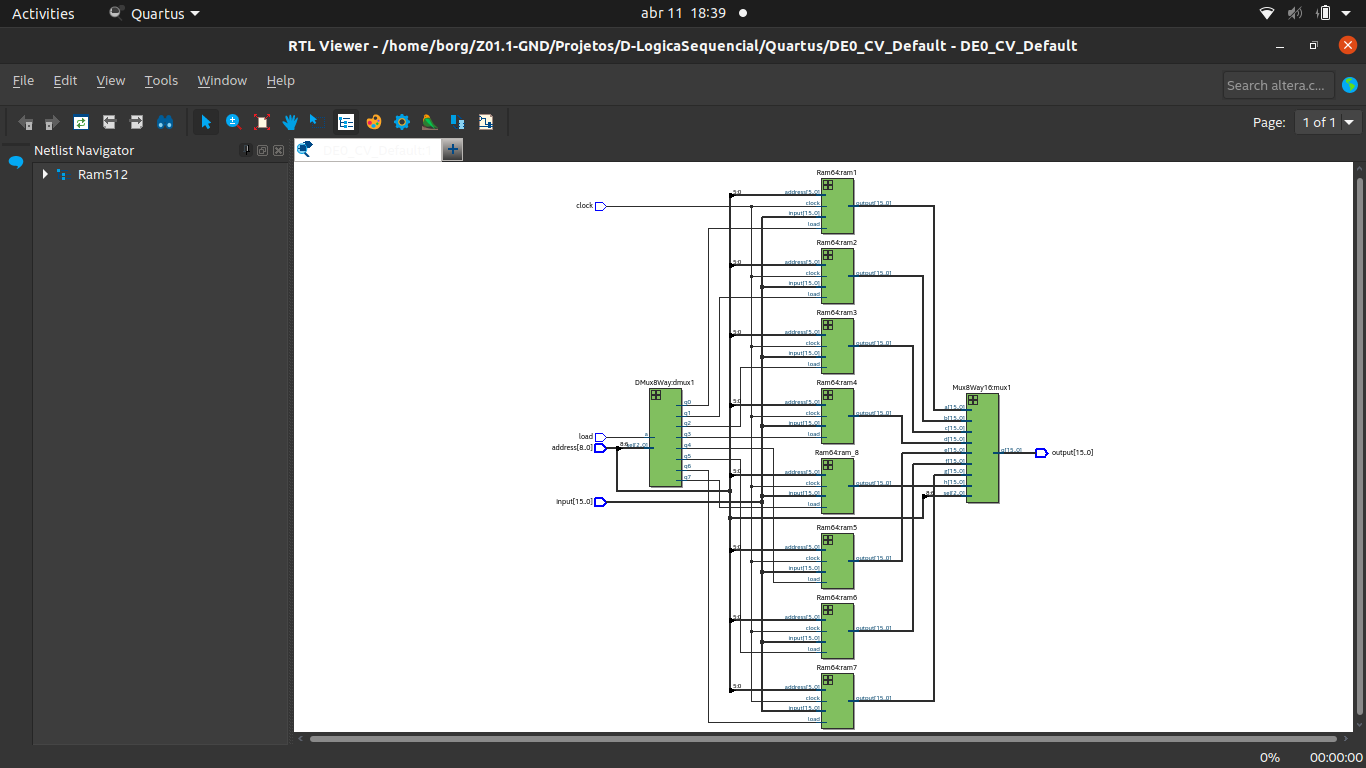 Activities Quartus abr 11 18:39
RTL Viewer - /home/borg/Z01.1-GND/Projetos/D-LogicaSequencial/Quartus/DE0_CV_Default - DE0_CV_Default
File Edit View Tools Window Help
Search altera.c...
Page: 1 of 1
Netlist Navigator
Ram512
Ram64:ram1
5:0 address[5..0]
clock
clock
output[15..0]
input[15..0]
load
Ram64:ram2
5:0 address[5..0]
clock
output[15..0]
input[15..0]
load
Ram64:ram3
5:0 address[5..0]
clock
output[15..0]
input[15..0]
load
DMux8Way:dmux1
Ram64:ram4
Mux8Way16:mux1
q0
q1
q2
q3
q4
q5
q6
q7
5:0 address[5..0]
clock
output[15..0]
input[15..0]
load
a[15..0]
b[15..0]
c[15..0]
d[15..0]
e[15..0]
f[15..0]
g[15..0]
h[15..0]
8:6 sel[2..0]
q[15..0]
output[15..0]
load
a
address[8..0]
8:6 sel[2..0]
input[15..0]
Ram64:ram_8
5:0 address[5..0]
clock
output[15..0]
input[15..0]
load
Ram64:ram5
5:0 address[5..0]
clock
output[15..0]
input[15..0]
load
Ram64:ram6
5:0 address[5..0]
clock
output[15..0]
input[15..0]
load
Ram64:ram7
5:0 address[5..0]
clock
output[15..0]
input[15..0]
load
0% 00:00:00